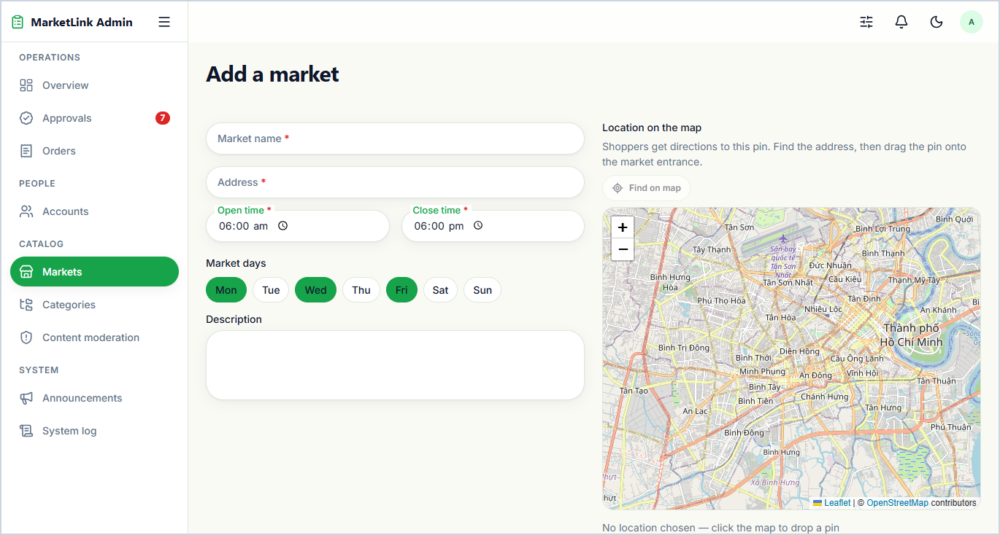 MarketLink Admin
A
OPERATIONS
Overview
Approvals
7
Orders
PEOPLE
Accounts
CATALOG
Markets
Categories
Content moderation
SYSTEM
Announcements
System log
Add a market
Market name *
Address *
Open time *
06:00 am
Close time *
06:00 pm
Market days
Mon
Tue
Wed
Thu
Fri
Sat
Sun
Description
Location on the map
Shoppers get directions to this pin. Find the address, then drag the pin onto
the market entrance.
Find on map
+
−
Bình Quới
Tân Sơn
Bình Lợi Trung
Tây Thạnh
Sân bay
quốc tế
Tân Sơn
Nhất
Bình Thạnh
Đức Nhuận
Bình Hưng
Hòa
Tân Sơn Nhất
Cầu Kiệu
Thạnh Mỹ Tây
Phú Thọ Hòa
Tân Định
Nhiêu Lộc
An Khánh
Bì
Tân Hòa
Thành phố
Hồ Chí Minh
Bình Trị Đông
Diên Hồng
Bình Thới
Cầu Ông Lãnh
Minh Phụng
An Đông
Vĩnh Hội
Tân Thuận
Bình Tây
Tân Tạo
Chánh Hưng
Bình Tiên
Tân Hưng
An Lạc
Phú Thuận
Bình Đông
Bình Hưng
Xã Bình Hưng
Leaflet | © OpenStreetMap contributors
No location chosen — click the map to drop a pin